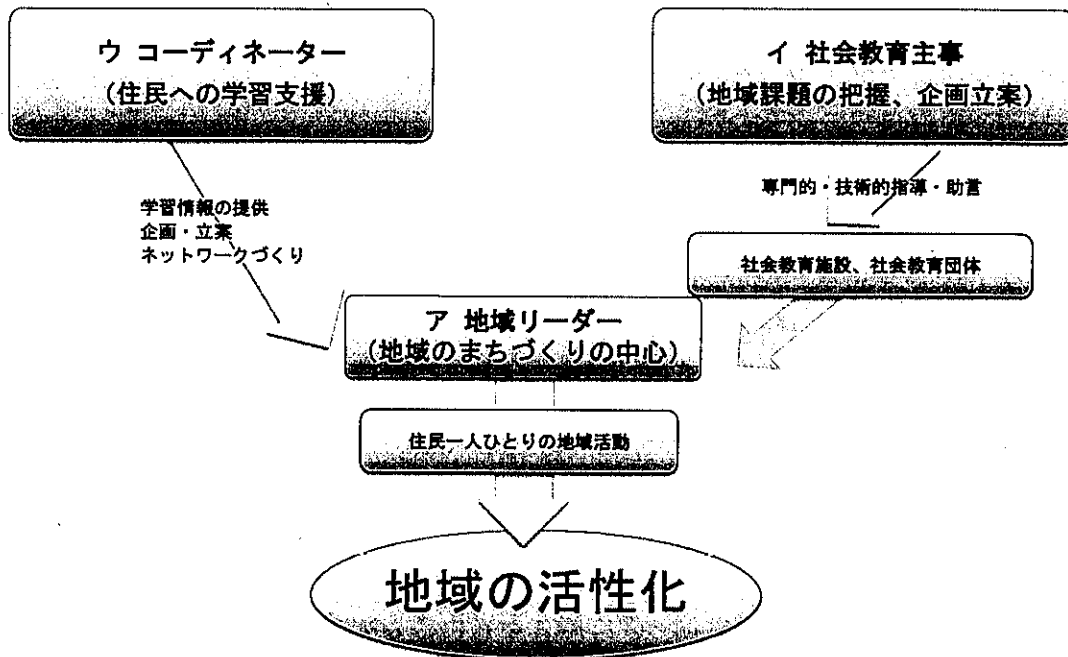 ウ コーディネーター
(住民への学習支援)
イ 社会教育主事
(地域課題の把握、企画立案)
学習情報の提供
企画・立案
ネットワークづくり
専門的・技術的指導・助言
社会教育施設、社会教育団体
ア 地域リーダー
(地域のまちづくりの中心)
住民一人ひとりの地域活動
地域の活性化